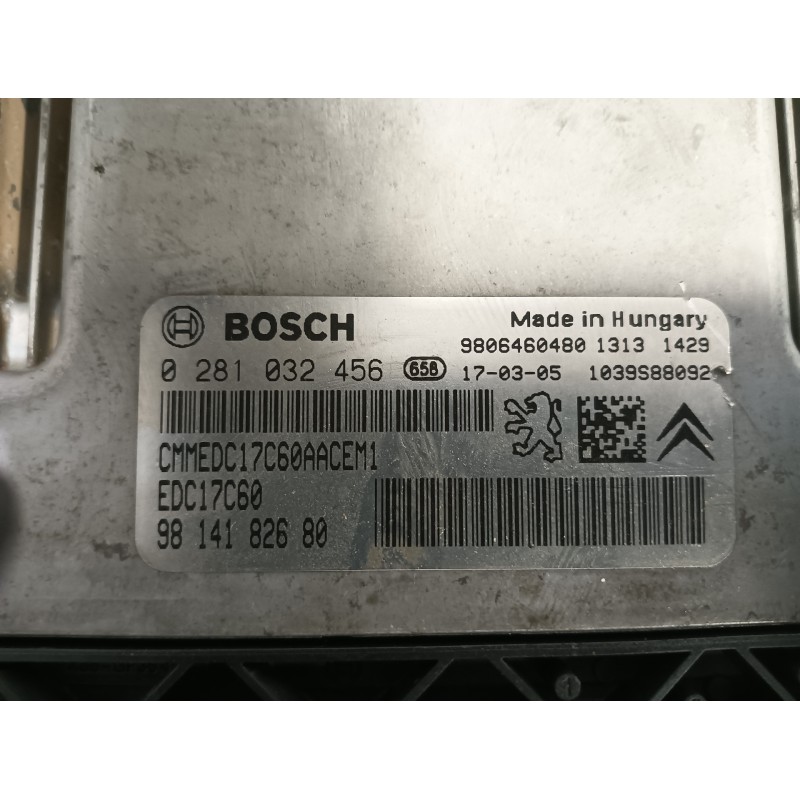 BOSCH
Made in Hungary
9806460480 1313 1429
0 281 032 456 658 17-03-05 1039S88092
CMMEDC17C60AACEM1
EDC17C60
98 141 826 80